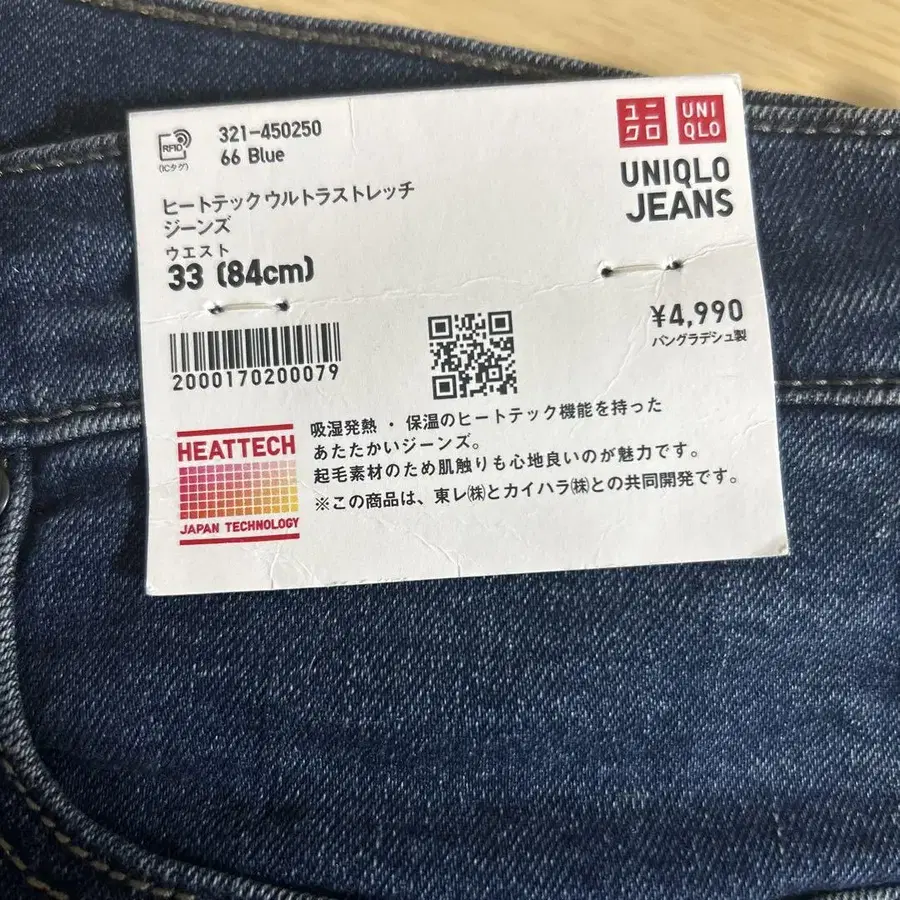 RFID
(ICタグ)
321-450250
66 Blue
ユニ
クロ
UNI
QLO
UNIQLO
JEANS
ヒートテックウルトラストレッチ
ジーンズ
ウエスト
33 (84cm)
¥4,990
バングラデシュ製
2000170200079
HEATTECH
JAPAN TECHNOLOGY
吸湿発熱・保温のヒートテック機能を持った
あたたかいジーンズ。
起毛素材のため肌触りも心地良いのが魅力です。
※この商品は、東レ㈱とカイハラ㈱との共同開発です。